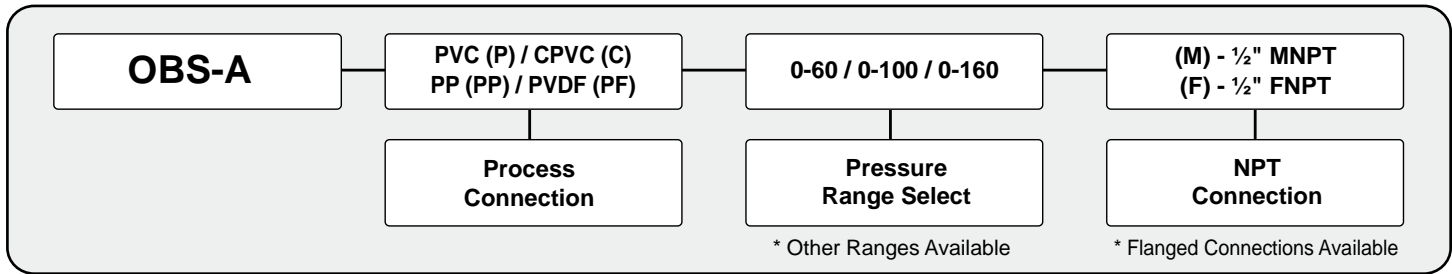 OBS-A
PVC (P) / CPVC (C)
PP (PP) / PVDF (PF)
0-60 / 0-100 / 0-160
(M) - ½" MNPT
(F) - ½" FNPT
Process
Connection
Pressure
Range Select
NPT
Connection
* Other Ranges Available
* Flanged Connections Available